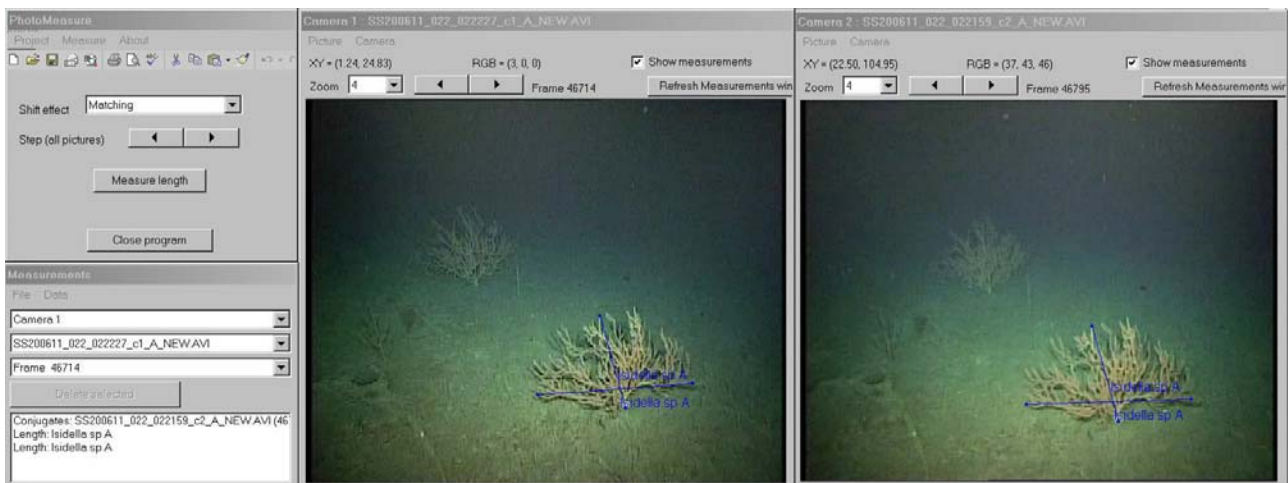 PhotoMeasure
Project Measure About
Shift effect Matching
Step (all pictures)
Measure length
Close program
Measurements
File Data
Camera 1
SS200611_022_022227_c1_A_NEW.AVI
Frame 46714
Delete selected
Conjugates: SS200611_022_022159_c2_A_NEW.AVI (46
Length: Isidella sp A
Length: Isidella sp A
Camera 1 : SS200611_022_022227_c1_A_NEW.AVI
Picture Camera
XY = (1.24, 24.83) RGB = (3, 0, 0) Show measurements
Zoom 4 Frame 46714 Refresh Measurements win
Isidella sp A
Isidella sp A
Camera 2 : SS200611_022_022159_c2_A_NEW.AVI
Picture Camera
XY = (22.50, 104.95) RGB = (37, 43, 46) Show measurements
Zoom 4 Frame 46795 Refresh Measurements wir
Isidella sp A
Isidella sp A